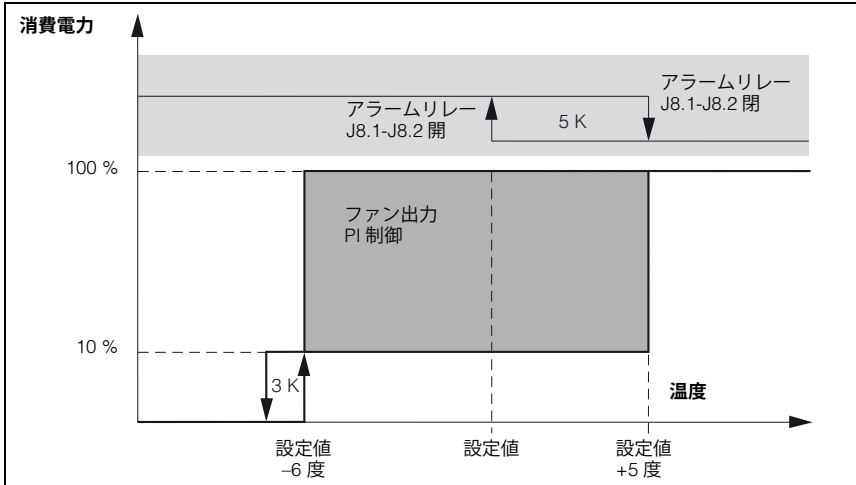 消費電力
アラームリレー
J8.1-J8.2 閉
アラームリレー
J8.1-J8.2 開
5 K
100 %
ファン出力
PI 制御
10 %
3 K
温度
設定値
–6 度
設定値
設定値
+5 度